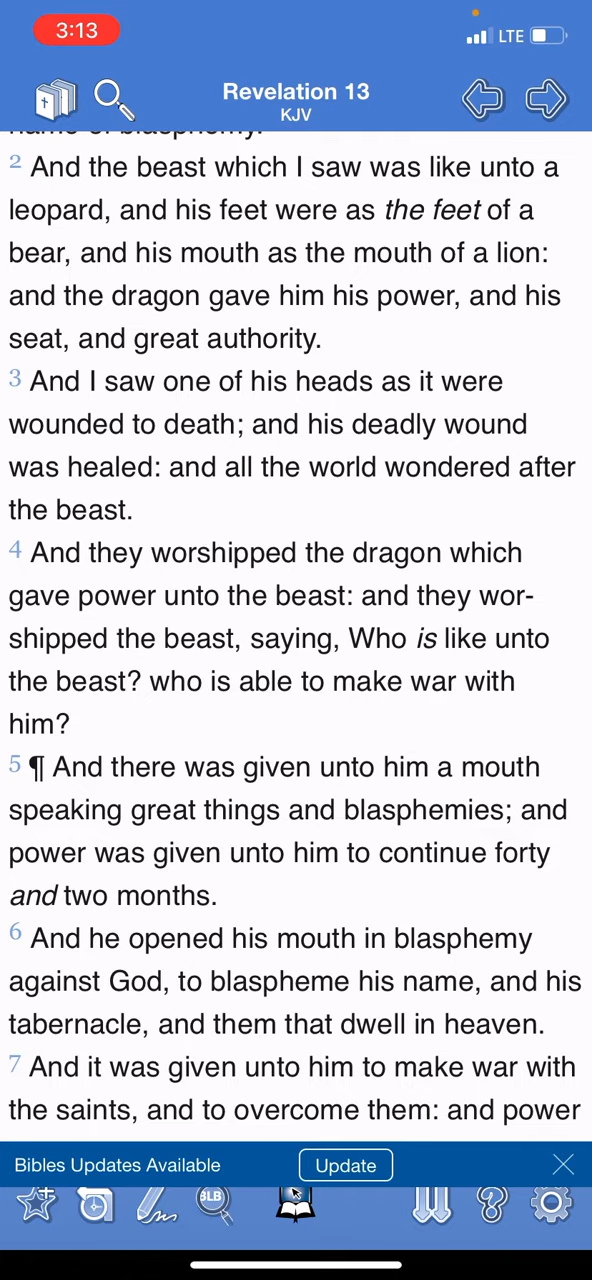 3:13
LTE
Revelation 13
KJV
name of blasphemy.
2 And the beast which I saw was like unto a
leopard, and his feet were as the feet of a
bear, and his mouth as the mouth of a lion:
and the dragon gave him his power, and his
seat, and great authority.
3 And I saw one of his heads as it were
wounded to death; and his deadly wound
was healed: and all the world wondered after
the beast.
4 And they worshipped the dragon which
gave power unto the beast: and they wor-
shipped the beast, saying, Who is like unto
the beast? who is able to make war with
him?
5 ¶ And there was given unto him a mouth
speaking great things and blasphemies; and
power was given unto him to continue forty
and two months.
6 And he opened his mouth in blasphemy
against God, to blaspheme his name, and his
tabernacle, and them that dwell in heaven.
7 And it was given unto him to make war with
the saints, and to overcome them: and power
Bibles Updates Available
Update
BLB